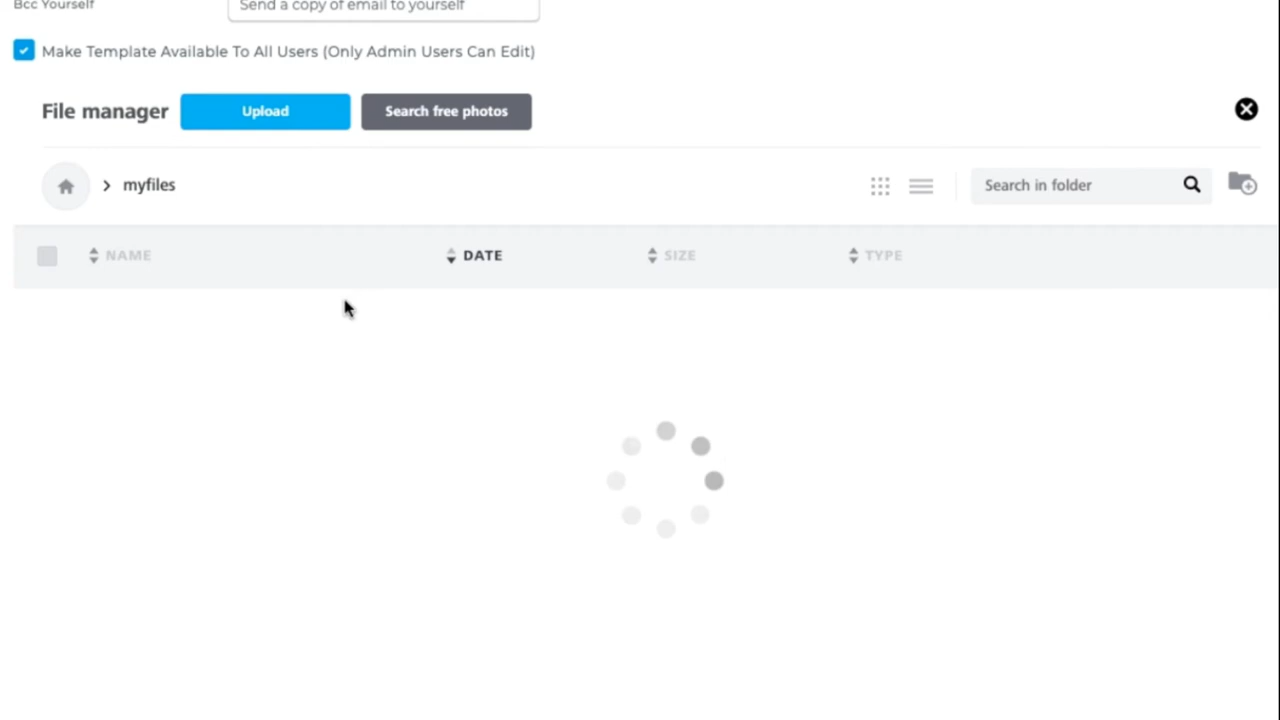 Bcc Yourself
Send a copy of email to yourself
Make Template Available To All Users (Only Admin Users Can Edit)
File manager Upload Search free photos
myfiles Search in folder
NAME DATE SIZE TYPE